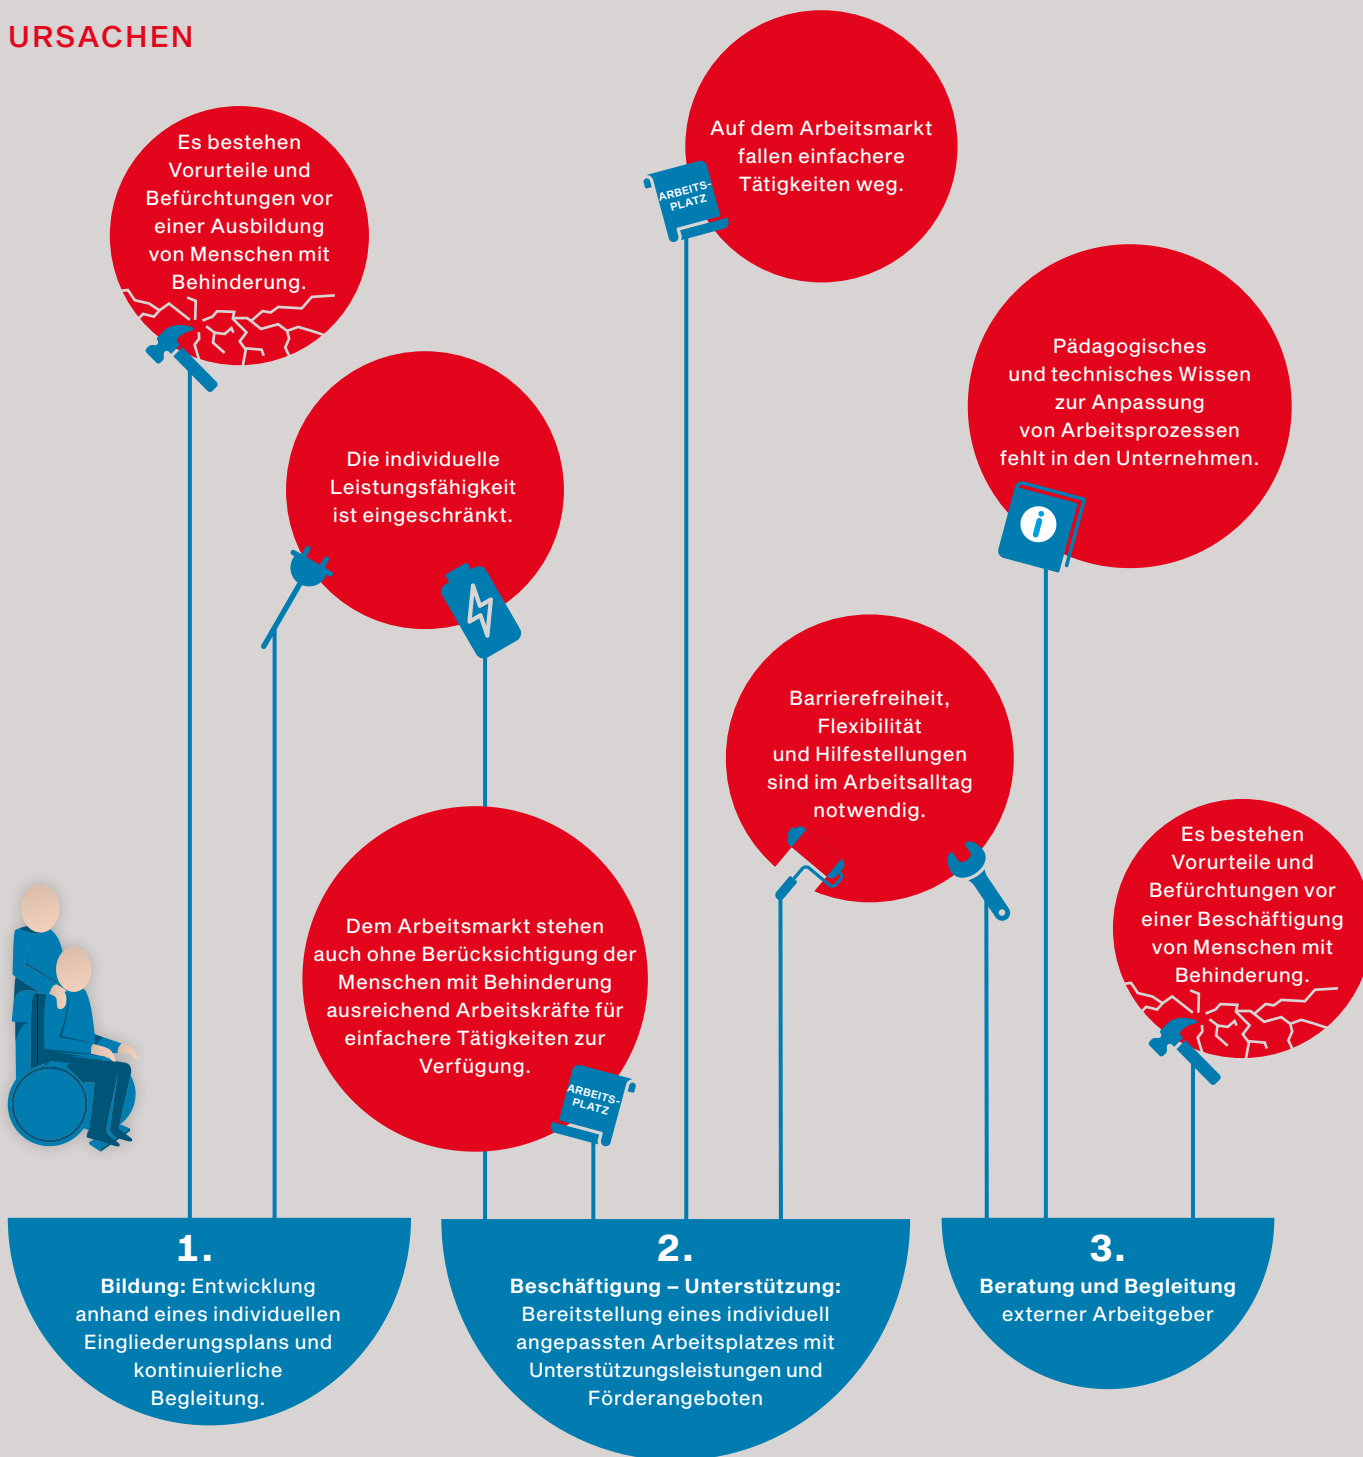 URSACHEN
Es bestehen
Vorurteile und
Befürchtungen vor
einer Ausbildung
von Menschen mit
Behinderung.
Auf dem Arbeitsmarkt
fallen einfachere
Tätigkeiten weg.
ARBEITS-
PLATZ
Die individuelle
Leistungsfähigkeit
ist eingeschränkt.
Pädagogisches
und technisches Wissen
zur Anpassung
von Arbeitsprozessen
fehlt in den Unternehmen.
i
Barrierefreiheit,
Flexibilität
und Hilfestellungen
sind im Arbeitsalltag
notwendig.
Dem Arbeitsmarkt stehen
auch ohne Berücksichtigung der
Menschen mit Behinderung
ausreichend Arbeitskräfte für
einfachere Tätigkeiten zur
Verfügung.
ARBEITS-
PLATZ
Es bestehen
Vorurteile und
Befürchtungen vor
einer Beschäftigung
von Menschen mit
Behinderung.
1.
Bildung: Entwicklung
anhand eines individuellen
Eingliederungsplans und
kontinuierliche
Begleitung.
2.
Beschäftigung – Unterstützung:
Bereitstellung eines individuell
angepassten Arbeitsplatzes mit
Unterstützungsleistungen und
Förderangeboten
3.
Beratung und Begleitung
externer Arbeitgeber